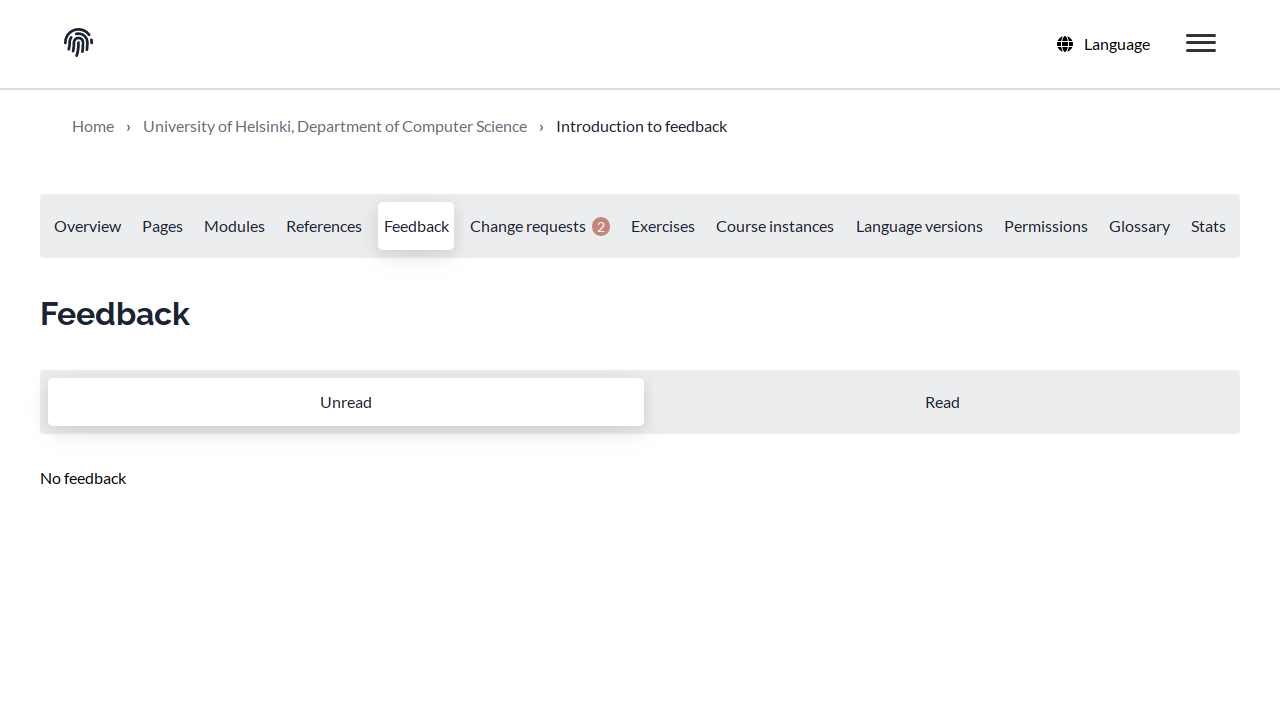 Language
Home › University of Helsinki, Department of Computer Science › Introduction to feedback
Overview Pages Modules References Feedback Change requests 2 Exercises Course instances Language versions Permissions Glossary Stats
Feedback
Unread Read
No feedback